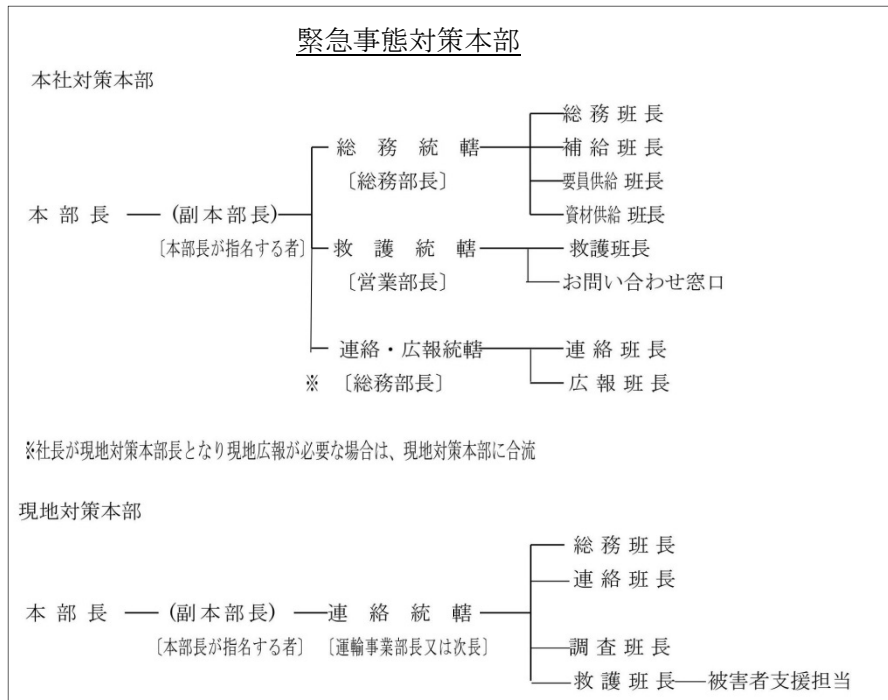 緊急事態対策本部
本社対策本部
総務班長
総務統轄 補給班長
〔総務部長〕 要員供給班長
本部長 (副本部長) 資材供給班長
〔本部長が指名する者〕 救護統轄 救護班長
〔営業部長〕 お問い合わせ窓口
連絡・広報統轄 連絡班長
※ 〔総務部長〕 広報班長
※社長が現地対策本部長となり現地広報が必要な場合は、現地対策本部に合流
現地対策本部
総務班長
連絡班長
本部長 (副本部長) 連絡統轄
〔本部長が指名する者〕 〔運輸事業部長又は次長〕 調査班長
救護班長 被害者支援担当